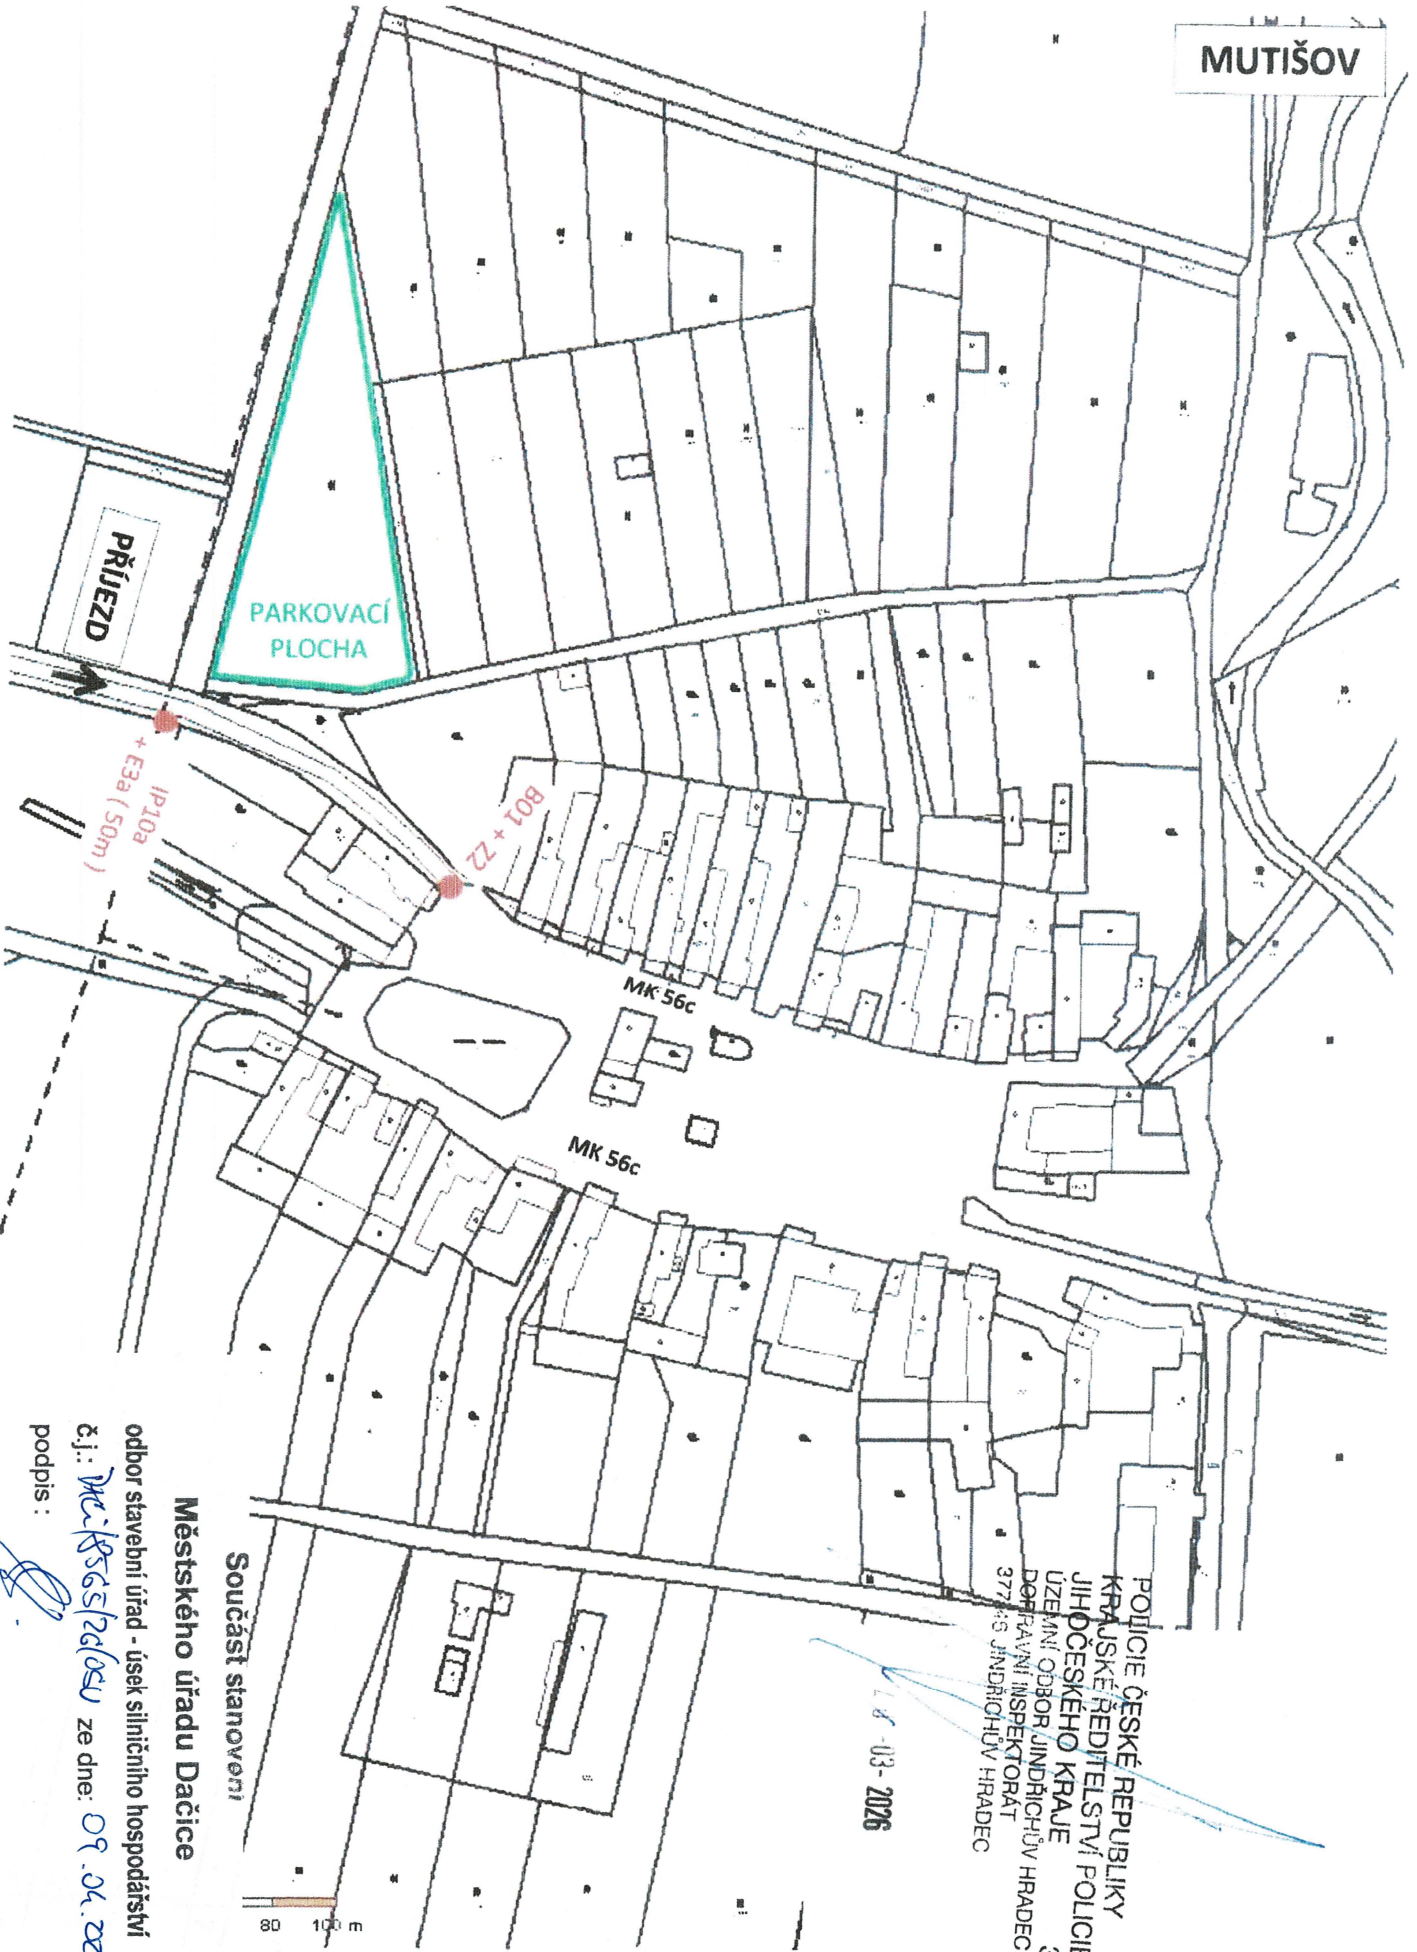 MUTIŠOV
PARKOVACÍ
PLOCHA
PŘÍJEZD
IP10a
+ E3a ( 50m )
B01 + Z2
MK 56c
MK 56c
POLICIE ČESKÉ REPUBLIKY
KRAJSKÉ ŘEDITELSTVÍ POLICIE
JIHOČESKÉHO KRAJE
ÚZEMNÍ ODBOR JINDŘICHŮV HRADEC
DOPRAVNÍ INSPEKTORÁT
JINDŘICHŮV HRADEC
-03- 2026
Součást stanovení
Městského úřadu Dačice
odbor stavební úřad - úsek silničního hospodářství
č.j.: ze dne: 09.04.
podpis :
80 100 m